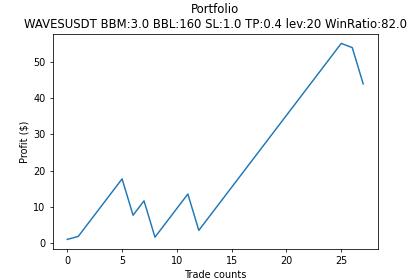 Portfolio
WAVESUSDT BBM:3.0 BBL:160 SL:1.0 TP:0.4 lev:20 WinRatio:82.0
50
40
30
20
10
0
Profit ($)
0 5 10 15 20 25
Trade counts